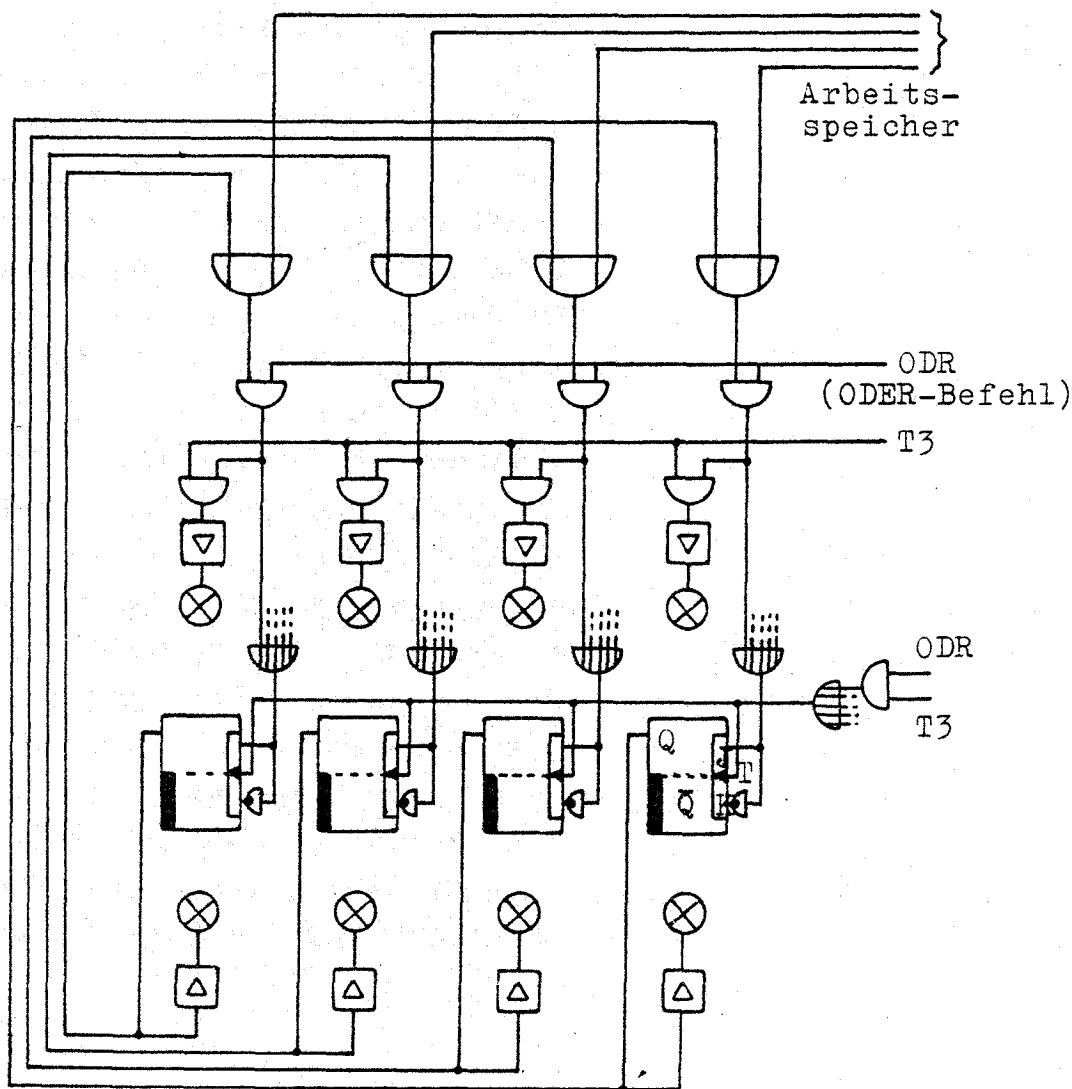 Arbeits-
speicher
ODR
(ODER-Befehl)
T3
ODR
T3
Q
J
T
Q̅